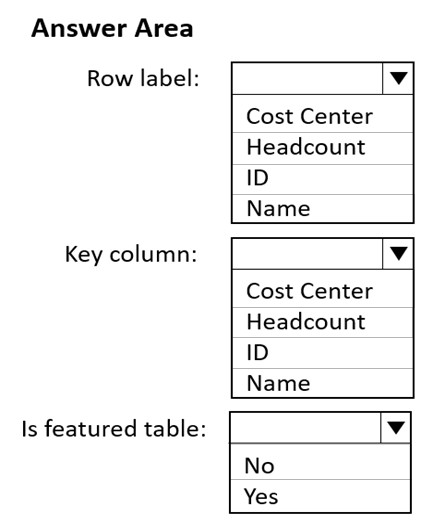 Answer Area
Row label:
Cost Center
Headcount
ID
Name
Key column:
Cost Center
Headcount
ID
Name
Is featured table:
No
Yes